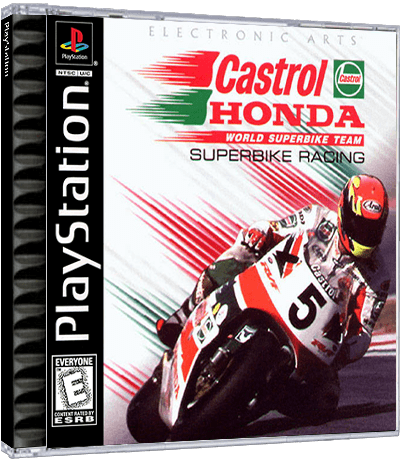 ELECTRONIC ARTS
PlayStation
PlayStation
NTSC U/C
PlayStation
Castrol
Castrol
HONDA
WORLD SUPERBIKE TEAM
SUPERBIKE RACING
Arai
5
EVERYONE
E
CONTENT RATED BY
ESRB